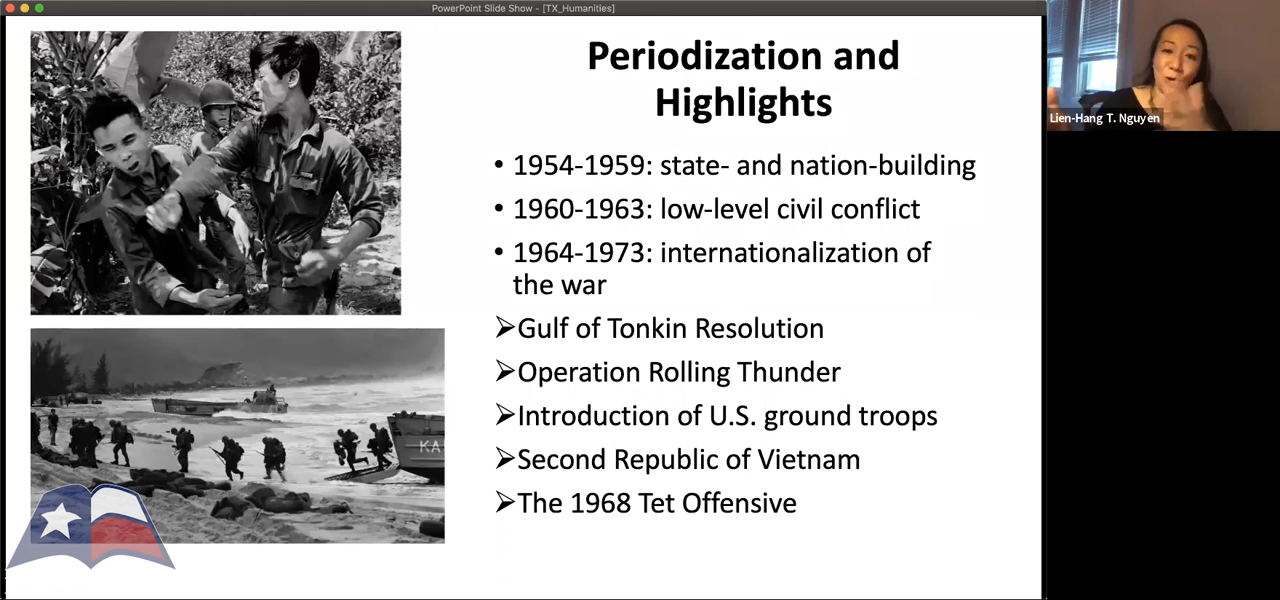 PowerPoint Slide Show - [TX_Humanities]
Periodization and
Highlights
• 1954-1959: state- and nation-building
• 1960-1963: low-level civil conflict
• 1964-1973: internationalization of
the war
➢Gulf of Tonkin Resolution
➢Operation Rolling Thunder
➢Introduction of U.S. ground troops
➢Second Republic of Vietnam
➢The 1968 Tet Offensive
Lien-Hang T. Nguyen
KA